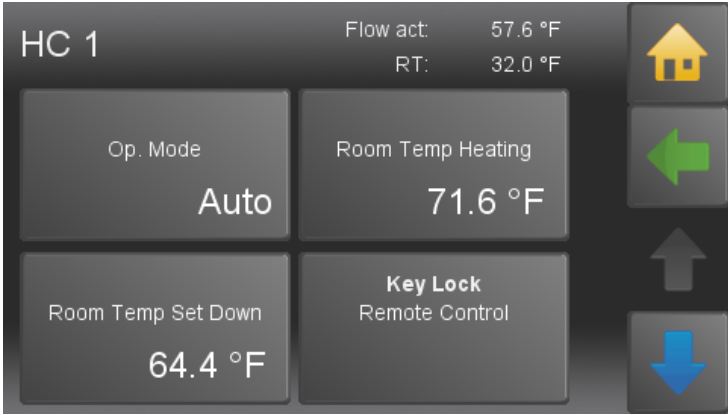 HC 1
Flow act: 57.6 °F
RT: 32.0 °F
Op. Mode
Auto
Room Temp Heating
71.6 °F
Room Temp Set Down
64.4 °F
Key Lock
Remote Control